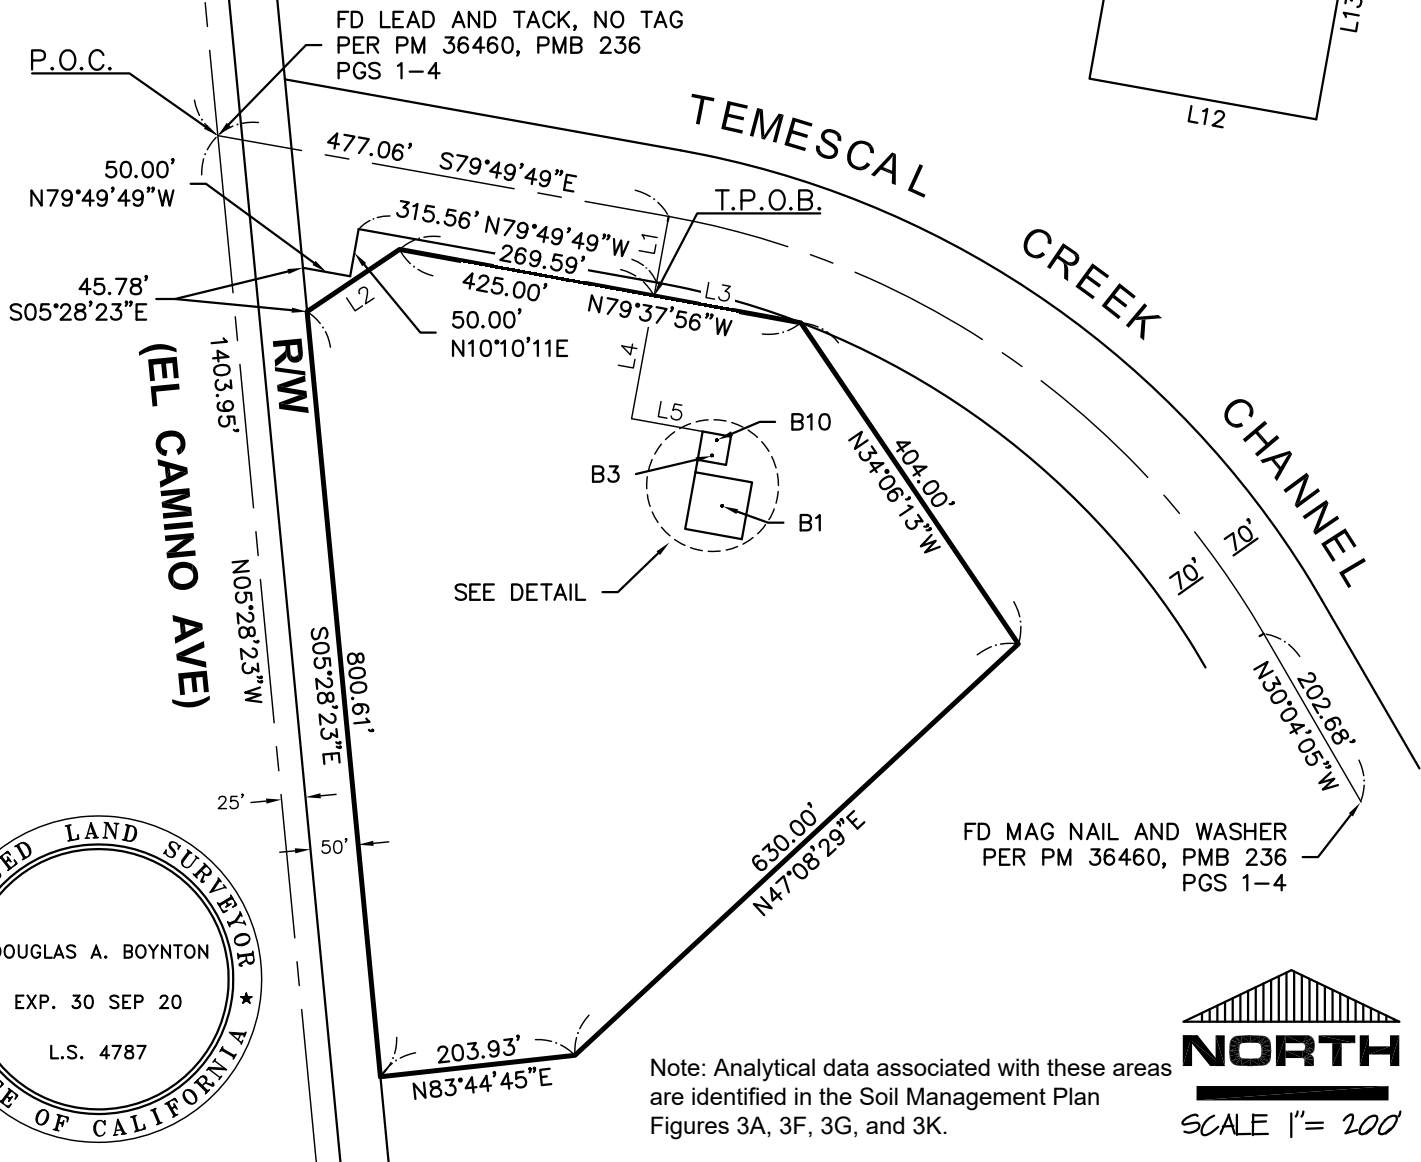 FD LEAD AND TACK, NO TAG
PER PM 36460, PMB 236
PGS 1-4
P.O.C.
L13
L12
TEMESCAL
CREEK
CHANNEL
477.06' S79°49'49"E
50.00'
N79°49'49"W
T.P.O.B.
315.56' N79°49'49"W
L1
269.59'
45.78'
S05°28'23"E
L2
425.00'
L3
N79°37'56"W
50.00'
N10°10'11E
L4
L5
(EL CAMINO AVE)
1403.95'
N05°28'23"W
R/W
B10
B3
B1
SEE DETAIL
404.00'
N34°06'13"W
70'
70'
202.68'
N30°04'05"W
800.61'
S05°28'23"E
25'
50'
630.00'
N47°08'29"E
FD MAG NAIL AND WASHER
PER PM 36460, PMB 236
PGS 1-4
LAND SURVEYOR
DOUGLAS A. BOYNTON
EXP. 30 SEP 20
L.S. 4787
OF CALIFORNIA
203.93'
N83°44'45"E
Note: Analytical data associated with these areas
are identified in the Soil Management Plan
Figures 3A, 3F, 3G, and 3K.
NORTH
SCALE 1"= 200'